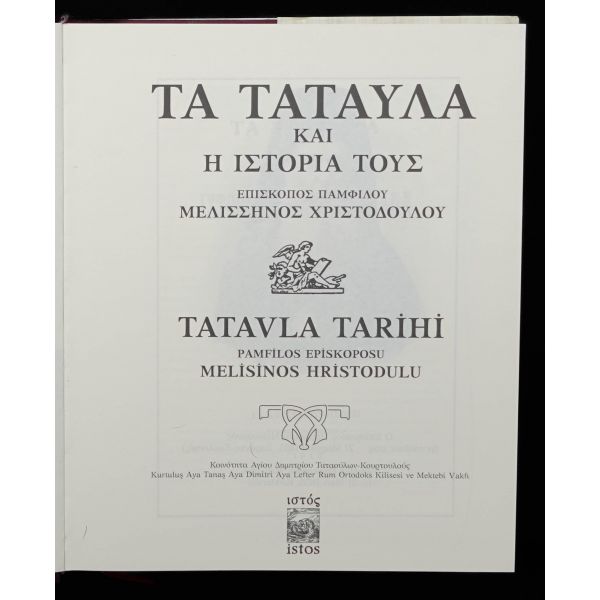 ΤΑ ΤΑΤΑΥΛΑ
ΚΑΙ
Η ΙΣΤΟΡΙΑ ΤΟΥΣ
ΕΠΙΣΚΟΠΟΣ ΠΑΜΦΙΛΟΥ
ΜΕΛΙΣΣΗΝΟΣ ΧΡΙΣΤΟΔΟΥΛΟΥ
TATAVLA TARİHİ
PAMFİLOS EPİSKOPOSU
MELİSİNOS HRİSTODULU
Κοινότητα Αγίου Δημητρίου Ταταούλων-Κουρτουλούς
Kurtuluş Aya Tanaş Aya Dimitri Aya Lefter Rum Ortodoks Kilisesi ve Mektebi Vakfı
ιστός
istos